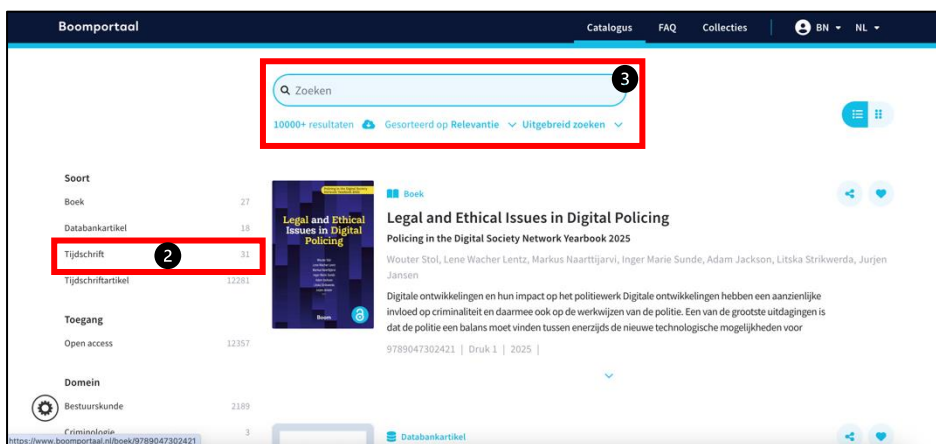 Boomportaal
Catalogus FAQ Collecties BN NL
3
Zoeken
10000+ resultaten Gesorteerd op Relevantie Uitgebreid zoeken
Soort
Boek 27
Databankartikel 18
Tijdschrift 2 31
Tijdschriftartikel 12281
Toegang
Open access 12357
Domein
Bestuurskunde 2189
Criminologie 3
https://www.boomportaal.nl/boek/9789047302421
Legal and Ethical
Issues in Digital
Policing
Boom
Boek
Legal and Ethical Issues in Digital Policing
Policing in the Digital Society Network Yearbook 2025
Wouter Stol, Lene Wacher Lentz, Markus Naarttijarvi, Inger Marie Sunde, Adam Jackson, Litska Strikwerda, Jurjen
Jansen
Digitale ontwikkelingen en hun impact op het politiewerk Digitale ontwikkelingen hebben een aanzienlijke
invloed op criminaliteit en daarmee ook op de werkwijzen van de politie. Een van de grootste uitdagingen is
dat de politie een balans moet vinden tussen enerzijds de nieuwe technologische mogelijkheden voor
9789047302421 | Druk 1 | 2025 |
Databankartikel